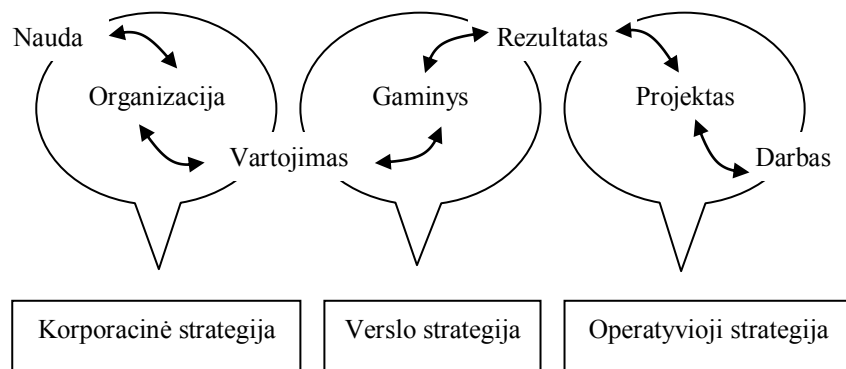 Nauda
Rezultatas
Organizacija
Gaminys
Projektas
Vartojimas
Darbas
Korporacinė strategija
Verslo strategija
Operatyvioji strategija